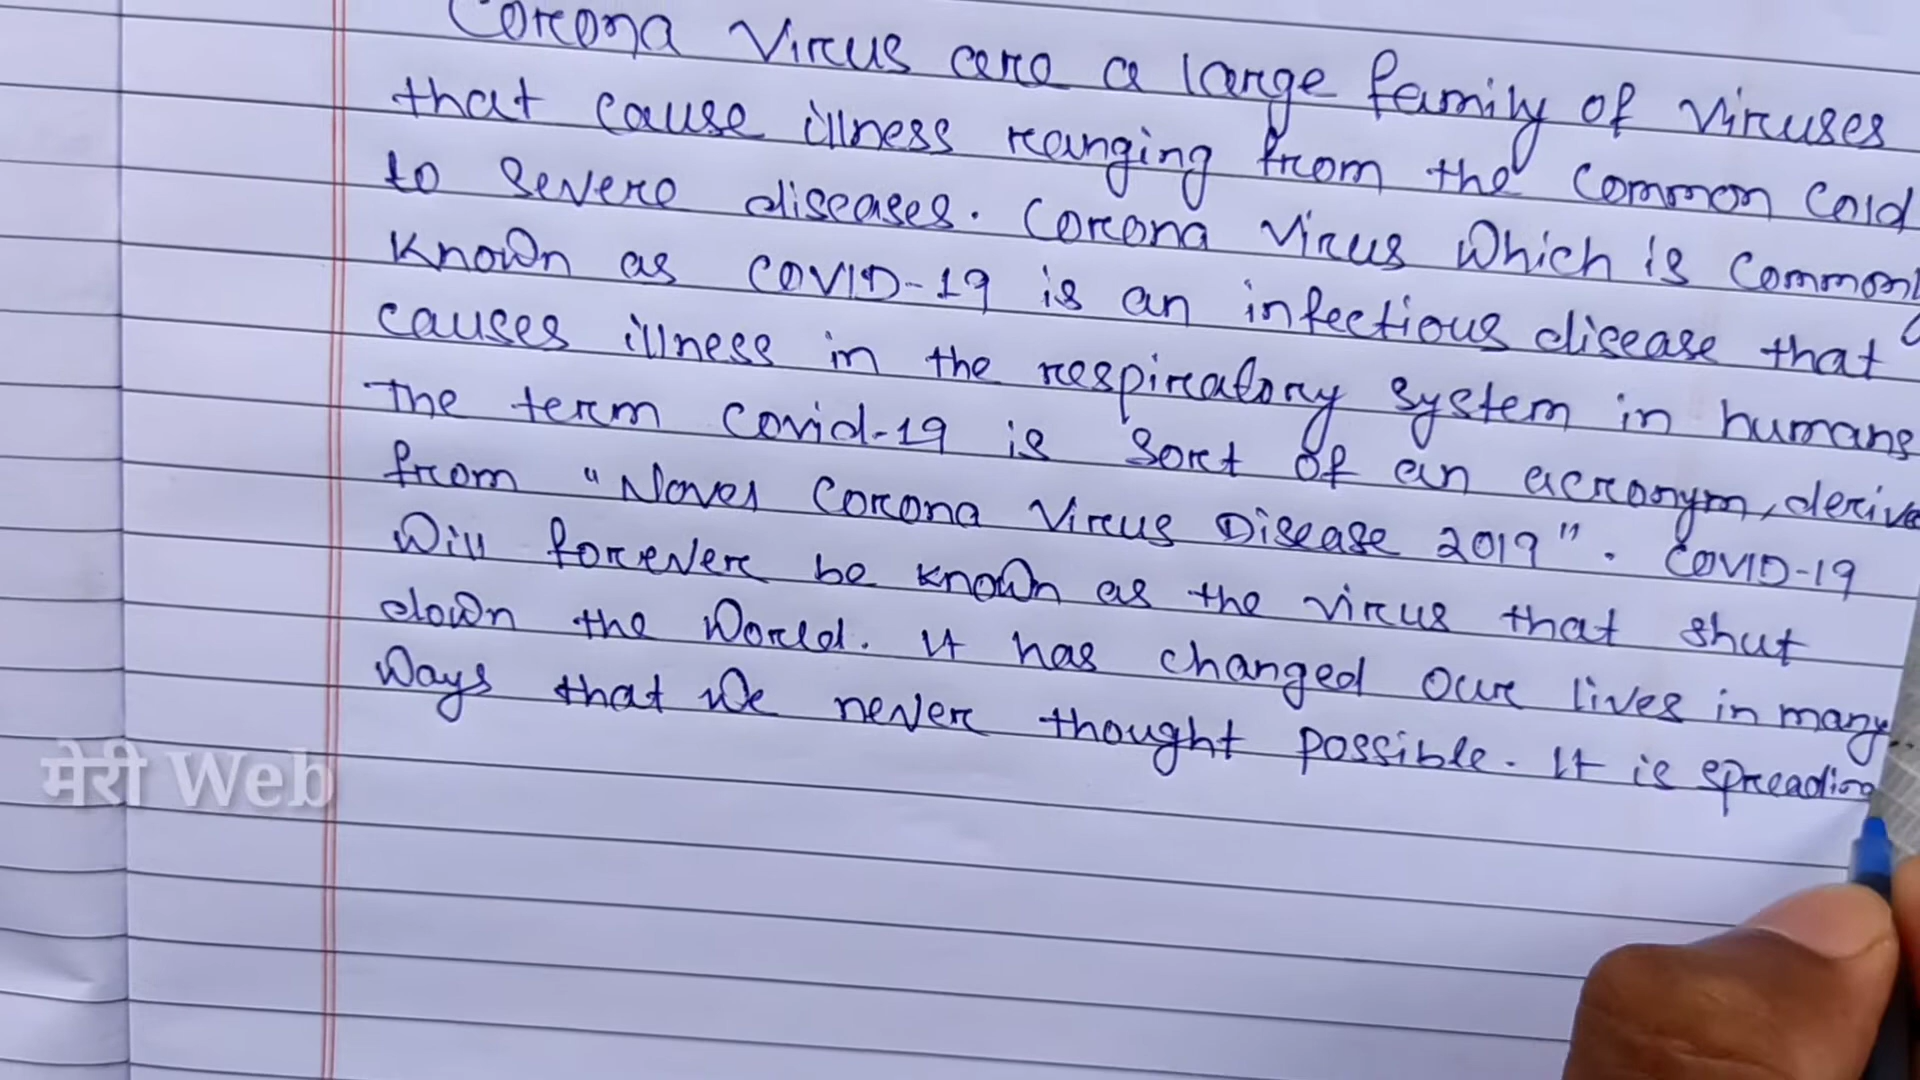 Corona Virus are a large family of viruses
that cause illness ranging from the common cold
to severe diseases. Corona virus which is commonly
known as COVID-19 is an infectious disease that
causes illness in the respiratory system in humans
The term Covid-19 is sort of an acronym, derive
from "Novel Corona Virus Disease 2019". COVID-19
will forever be known as the virus that shut
down the world. It has changed our lives in many
ways that we never thought possible. It is spreading
मेरी Web